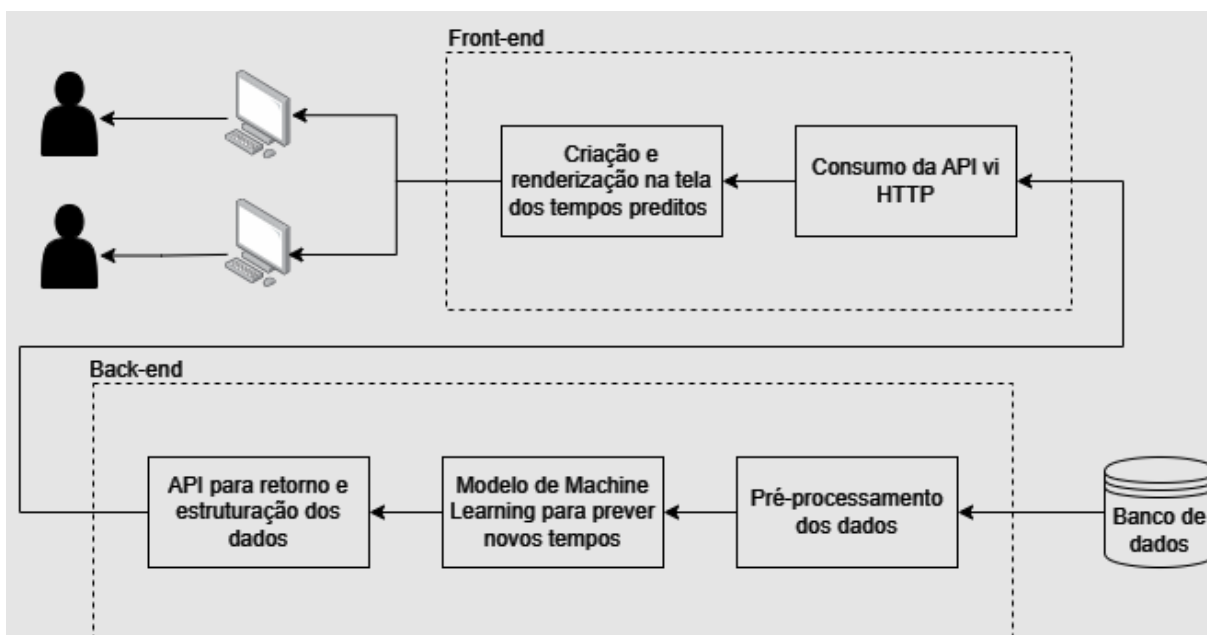 Front-end
Criação e
renderização na tela
dos tempos preditos
Consumo da API vi
HTTP
Back-end
API para retorno e
estruturação dos
dados
Modelo de Machine
Learning para prever
novos tempos
Pré-processamento
dos dados
Banco de
dados